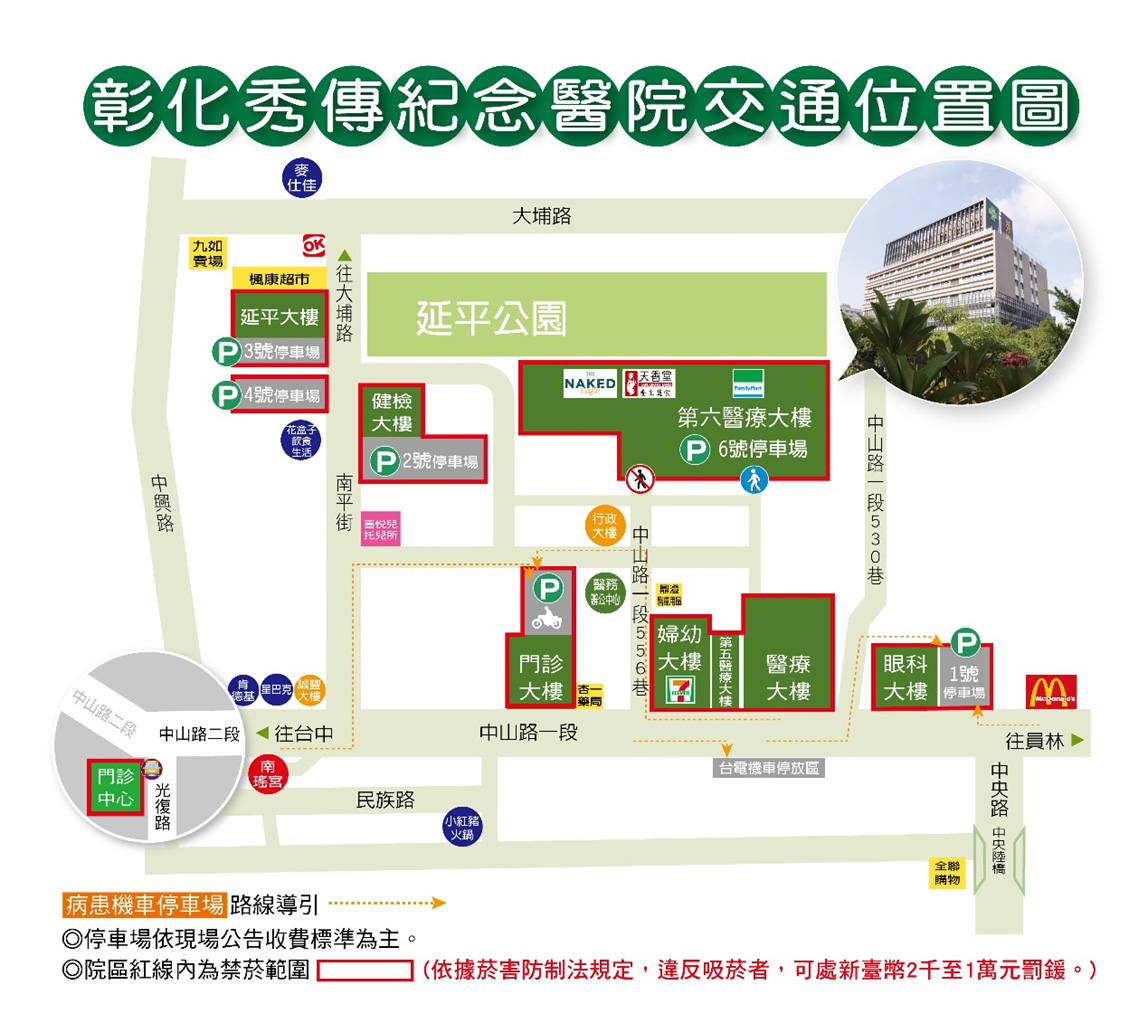 彰化秀傳紀念醫院交通位置圖
麥
仕佳
大埔路
九如
賣場
OK
楓康超市
延平大樓
P 3號停車場
P 4號停車場
往大埔路
延平公園
花盒子
飲食
生活
健檢
大樓
P 2號停車場
THE
NAKED
天香堂
FamilyMart
第六醫療大樓
P 6號停車場
中山路一段530巷
中興路
南平街
喜悅兒
托兒所
行政
大樓
中山路一段556巷
P
門診
大樓
醫務
辦公中心
杏一
藥局
婦幼
大樓
7 ELEVEN
第五醫療大樓
醫療
大樓
眼科
大樓
P
1號
停車場
McDonald's
肯
德基
星巴克
誠豐
大樓
中山路二段
中山路二段
往台中
中山路一段
往員林
門診
中心
光復路
南
瑤宮
台電機車停放區
民族路
小紅豬
火鍋
中央路
中央陸橋
全聯
購物
病患機車停車場 路線導引
◎停車場依現場公告收費標準為主。
◎院區紅線內為禁菸範圍 (依據菸害防制法規定,違反吸菸者,可處新臺幣2千至1萬元罰鍰。)